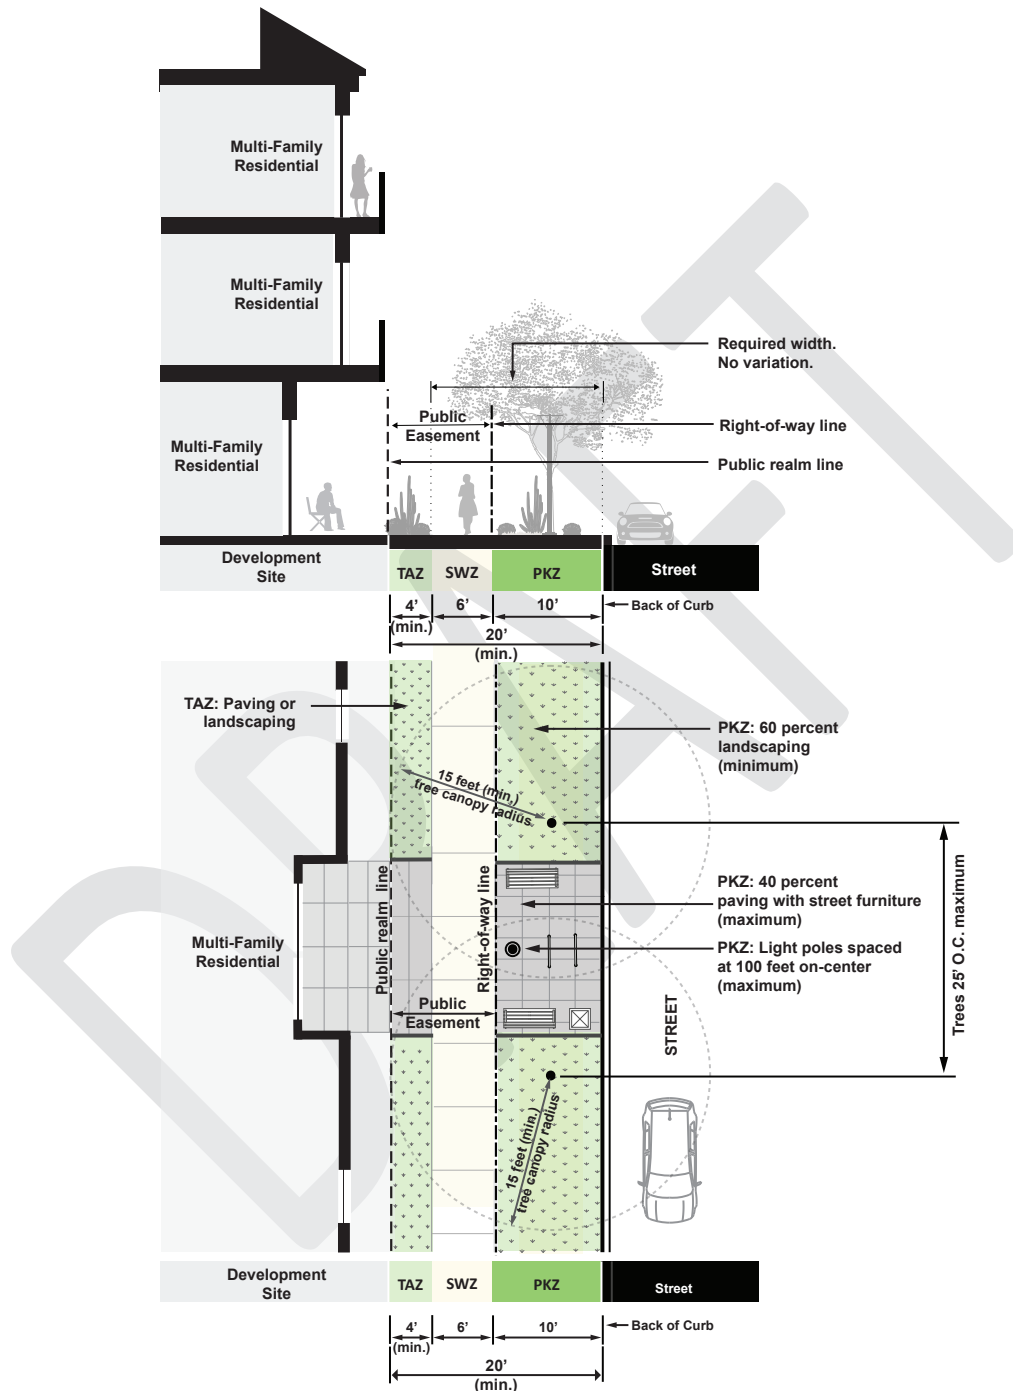 Multi-Family
Residential
Multi-Family
Residential
Required width.
No variation.
Public
Easement
Right-of-way line
Multi-Family
Residential
Public realm line
Development
Site
TAZ
SWZ
PKZ
Street
4'
(min.)
6'
10'
Back of Curb
20'
(min.)
TAZ: Paving or
landscaping
PKZ: 60 percent
landscaping
(minimum)
15 feet (min.)
tree canopy radius
Public realm line
Right-of-way line
PKZ: 40 percent
paving with street furniture
(maximum)
Multi-Family
Residential
PKZ: Light poles spaced
at 100 feet on-center
(maximum)
Trees 25' O.C. maximum
Public
Easement
STREET
15 feet (min.)
tree canopy radius
Development
Site
TAZ
SWZ
PKZ
Street
4'
(min.)
6'
10'
Back of Curb
20'
(min.)
DRAFT